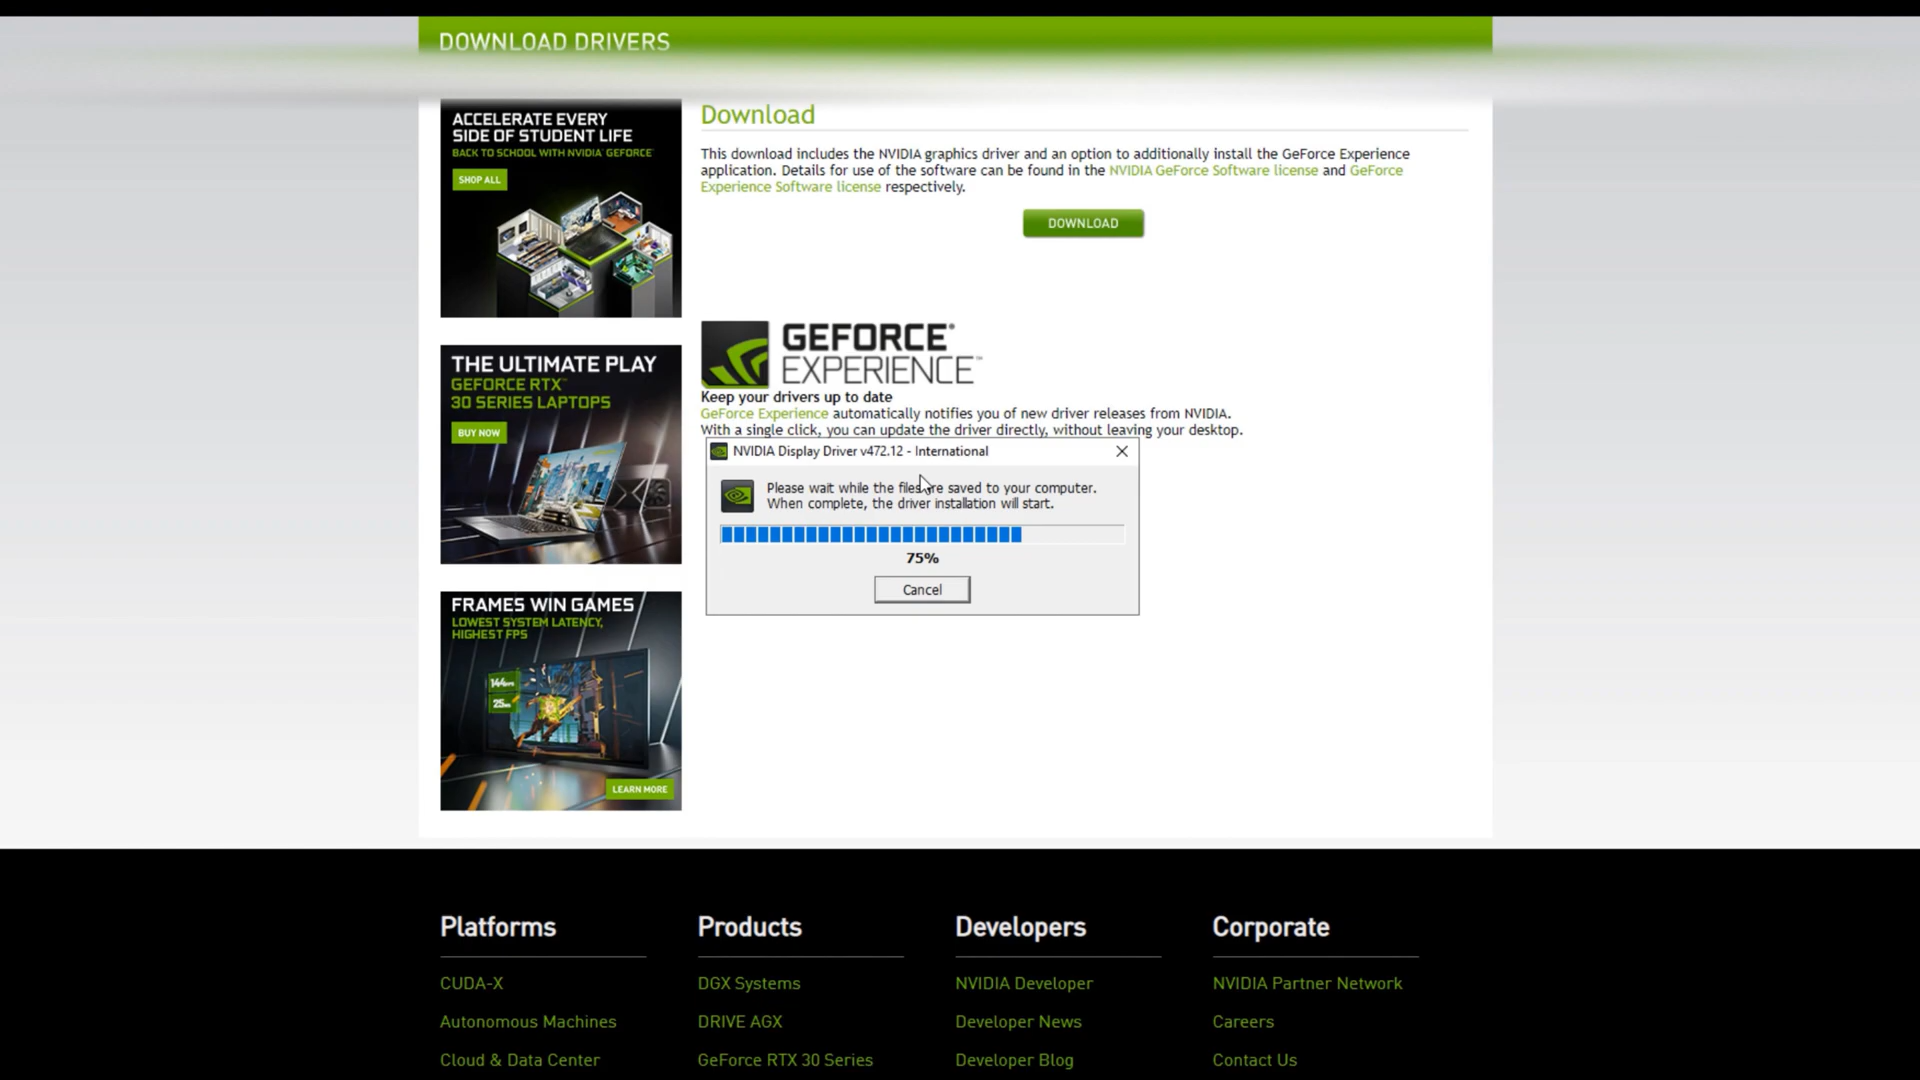 DOWNLOAD DRIVERS
ACCELERATE EVERY
SIDE OF STUDENT LIFE
BACK TO SCHOOL WITH NVIDIA GEFORCE
SHOP ALL
THE ULTIMATE PLAY
GEFORCE RTX™
30 SERIES LAPTOPS
BUY NOW
FRAMES WIN GAMES
LOWEST SYSTEM LATENCY,
HIGHEST FPS
LEARN MORE
Download
This download includes the NVIDIA graphics driver and an option to additionally install the GeForce Experience
application. Details for use of the software can be found in the NVIDIA GeForce Software license and GeForce
Experience Software license respectively.
DOWNLOAD
GEFORCE®
EXPERIENCE™
Keep your drivers up to date
GeForce Experience automatically notifies you of new driver releases from NVIDIA.
With a single click, you can update the driver directly, without leaving your desktop.
NVIDIA Display Driver v472.12 - International
Please wait while the files are saved to your computer.
When complete, the driver installation will start.
75%
Cancel
Platforms
CUDA-X
Autonomous Machines
Cloud & Data Center
Products
DGX Systems
DRIVE AGX
GeForce RTX 30 Series
Developers
NVIDIA Developer
Developer News
Developer Blog
Corporate
NVIDIA Partner Network
Careers
Contact Us